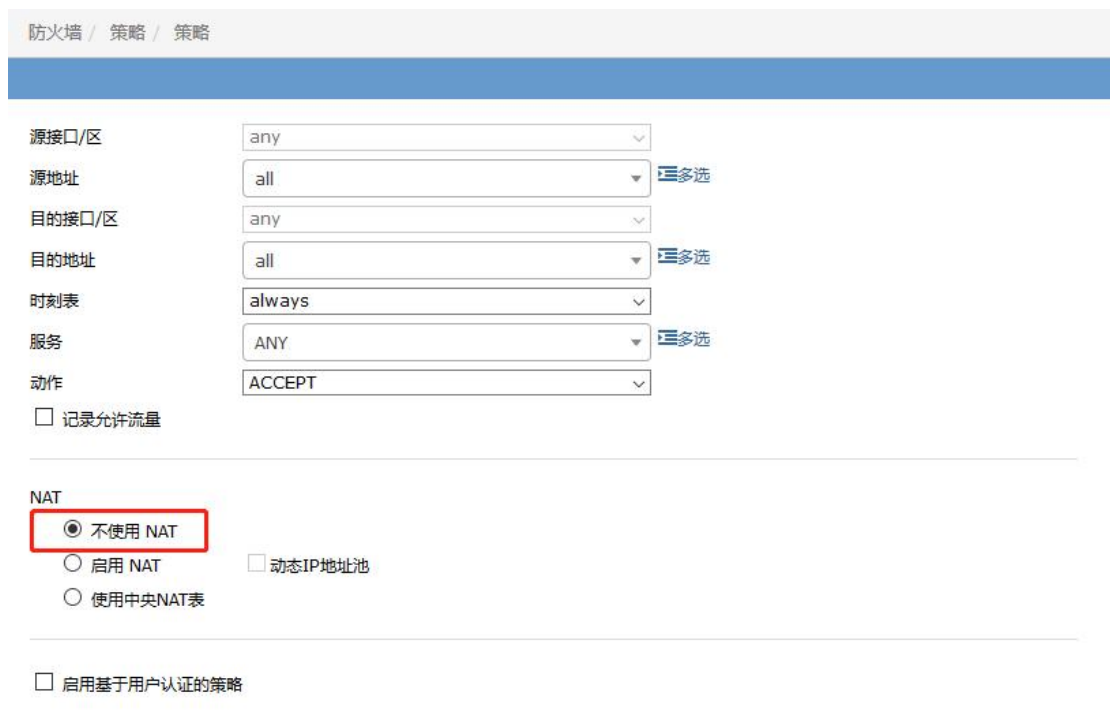 防火墙 / 策略 / 策略
源接口/区 any
源地址 all 多选
目的接口/区 any
目的地址 all 多选
时刻表 always
服务 ANY 多选
动作 ACCEPT
记录允许流量
NAT
不使用 NAT
启用 NAT 动态IP地址池
使用中央NAT表
启用基于用户认证的策略